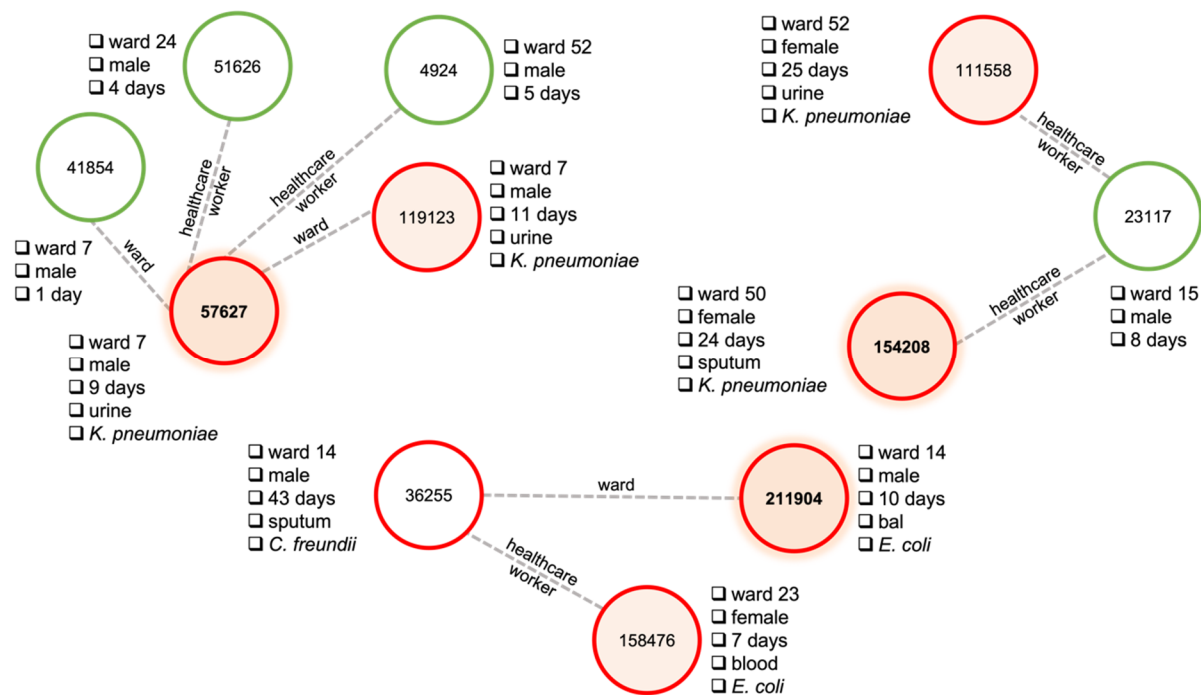 ❑ ward 24
❑ male
❑ 4 days
51626
4924
❑ ward 52
❑ male
❑ 5 days
41854
❑ ward 7
❑ male
❑ 1 day
ward
healthcare
worker
healthcare
worker
ward
119123
❑ ward 7
❑ male
❑ 11 days
❑ urine
❑ K. pneumoniae
57627
❑ ward 7
❑ male
❑ 9 days
❑ urine
❑ K. pneumoniae
❑ ward 52
❑ female
❑ 25 days
❑ urine
❑ K. pneumoniae
111558
healthcare
worker
23117
❑ ward 15
❑ male
❑ 8 days
healthcare
worker
❑ ward 50
❑ female
❑ 24 days
❑ sputum
❑ K. pneumoniae
154208
❑ ward 14
❑ male
❑ 43 days
❑ sputum
❑ C. freundii
36255
ward
211904
❑ ward 14
❑ male
❑ 10 days
❑ bal
❑ E. coli
healthcare
worker
158476
❑ ward 23
❑ female
❑ 7 days
❑ blood
❑ E. coli